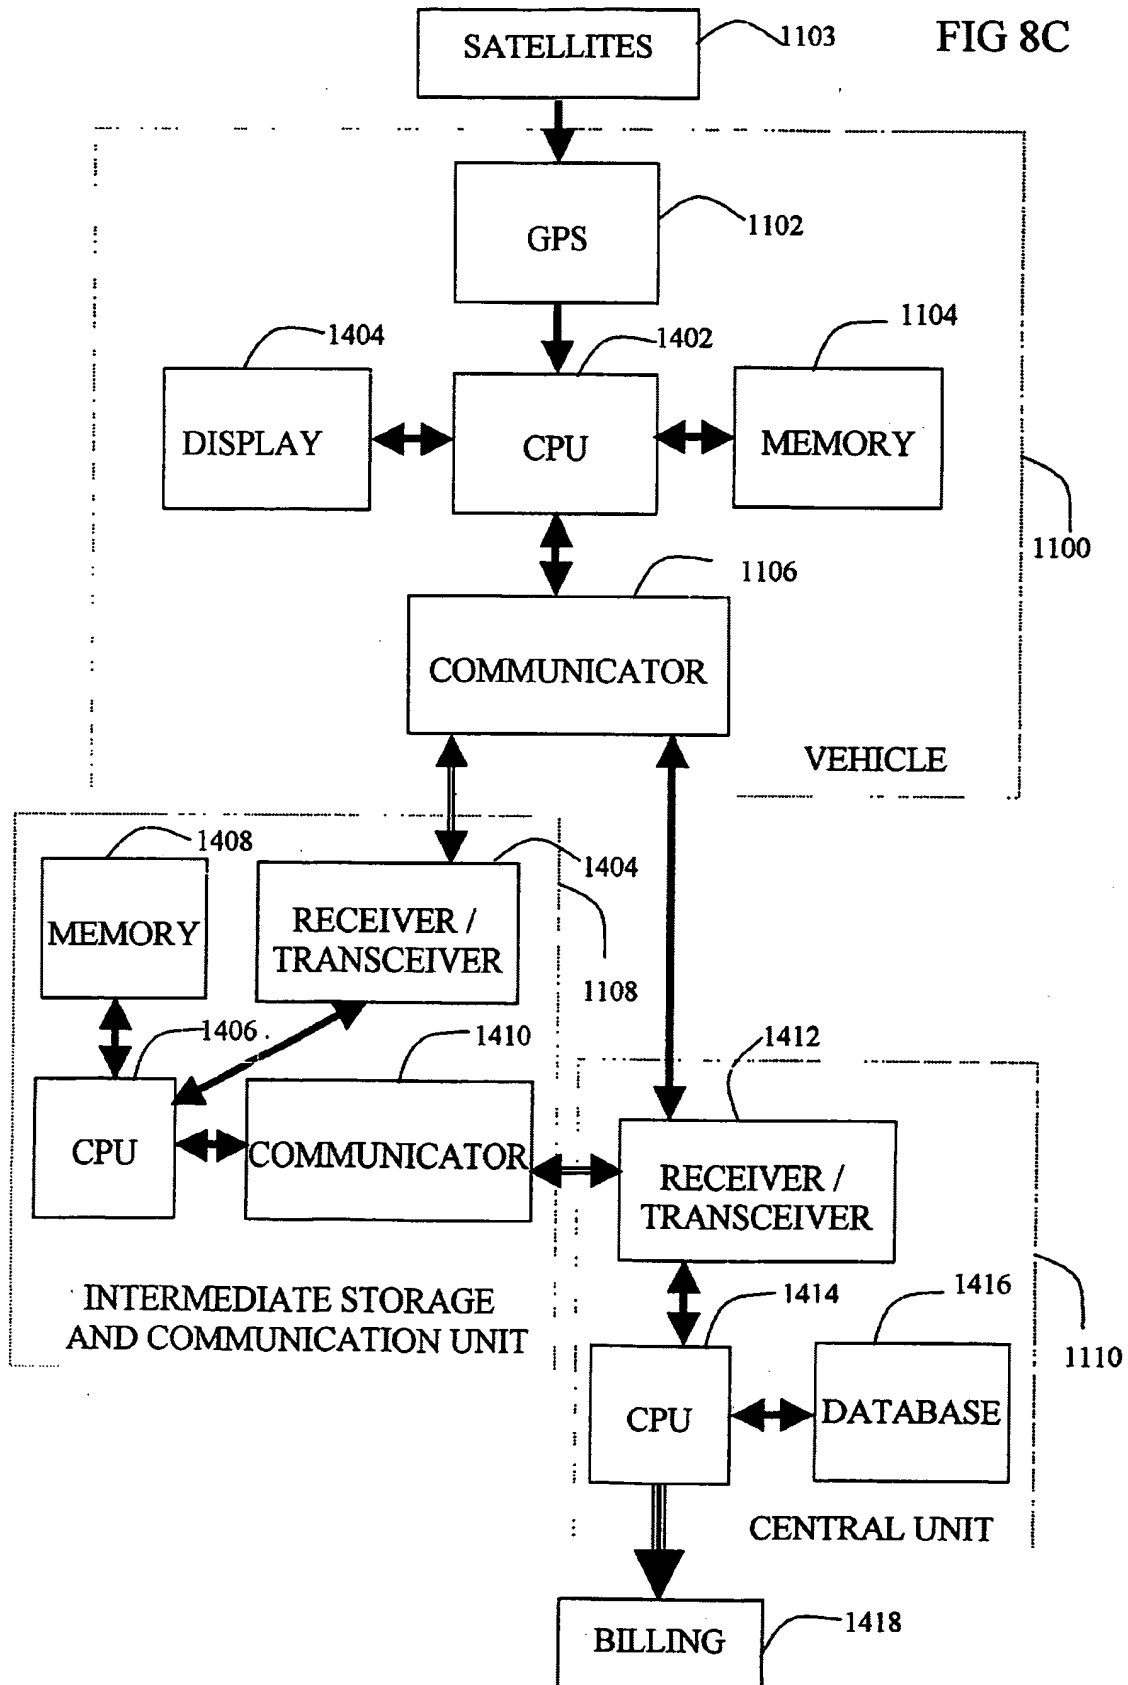 SATELLITES
1103
FIG 8C
GPS
1102
1404
1402
1104
DISPLAY
CPU
MEMORY
1100
1106
COMMUNICATOR
VEHICLE
1408
1404
MEMORY
RECEIVER /
TRANSCEIVER
1108
1406
1410
1412
CPU
COMMUNICATOR
RECEIVER /
TRANSCEIVER
INTERMEDIATE STORAGE
AND COMMUNICATION UNIT
1414
1416
1110
CPU
DATABASE
CENTRAL UNIT
BILLING
1418